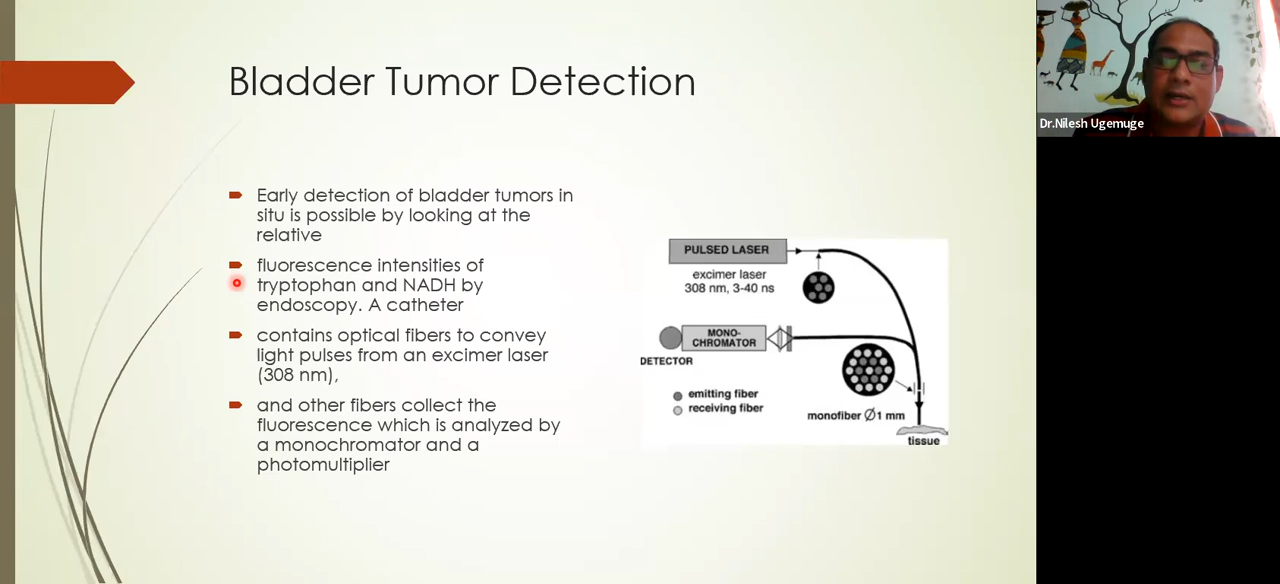 Bladder Tumor Detection
Early detection of bladder tumors in
situ is possible by looking at the
relative
fluorescence intensities of
tryptophan and NADH by
endoscopy. A catheter
contains optical fibers to convey
light pulses from an excimer laser
(308 nm),
and other fibers collect the
fluorescence which is analyzed by
a monochromator and a
photomultiplier
PULSED LASER
excimer laser
308 nm, 3-40 ns
MONO-
CHROMATOR
DETECTOR
emitting fiber
receiving fiber
monofiber Ø1 mm
tissue
Dr.Nilesh Ugemuge